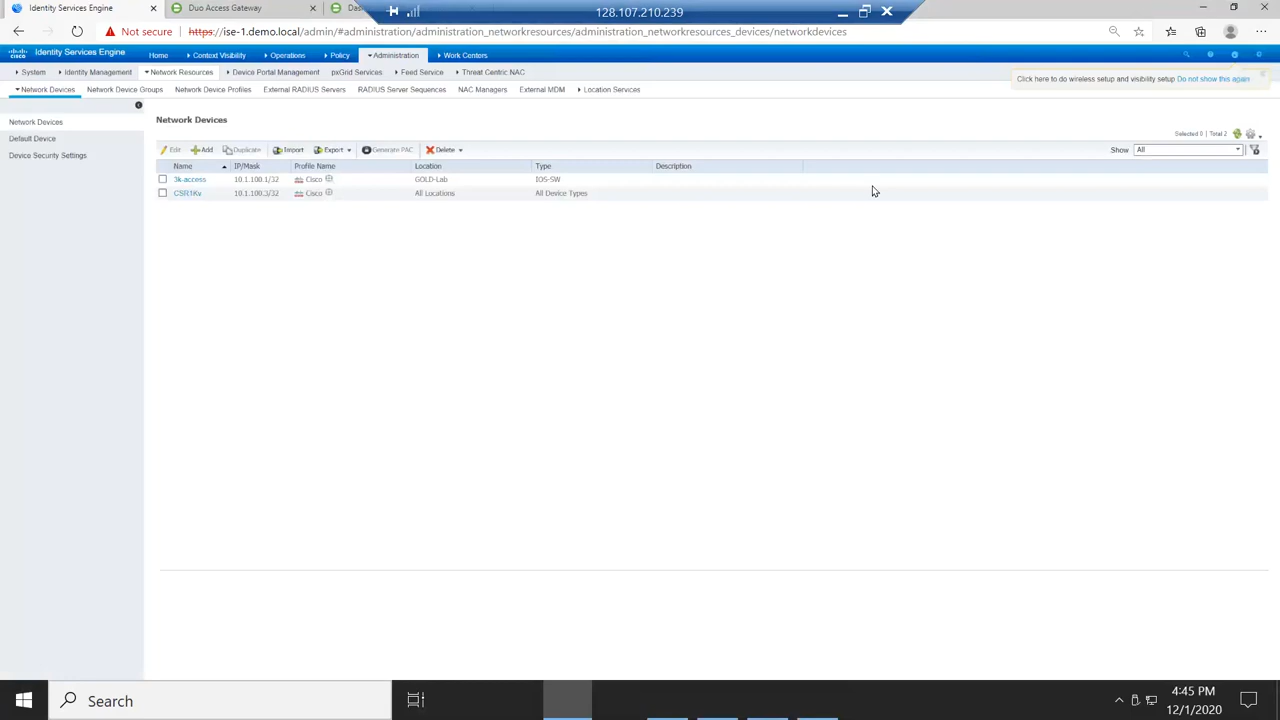 Identity Services Engine
Duo Access Gateway
128.107.210.239
Not secure
https://ise-1.demo.local/admin/#administration/administration_networkresources/administration_networkresources_devices/networkdevices
CISCO
Identity Services Engine
Home
Context Visibility
Operations
Policy
Administration
Work Centers
System
Identity Management
Network Resources
Device Portal Management
pxGrid Services
Feed Service
Threat Centric NAC
Click here to do wireless setup and visibility setup Do not show this again
Network Devices
Network Device Groups
Network Device Profiles
External RADIUS Servers
RADIUS Server Sequences
NAC Managers
External MDM
Location Services
Network Devices
Default Device
Device Security Settings
Network Devices
Selected 0 | Total 2
Edit
Add
Duplicate
Import
Export
Generate PAC
Delete
Show
All
Name IP/Mask Profile Name Location Type Description
3k-access 10.1.100.1/32 Cisco GOLD-Lab IOS-SW
CSR1Kv 10.1.100.3/32 Cisco All Locations All Device Types
Search
4:45 PM
12/1/2020